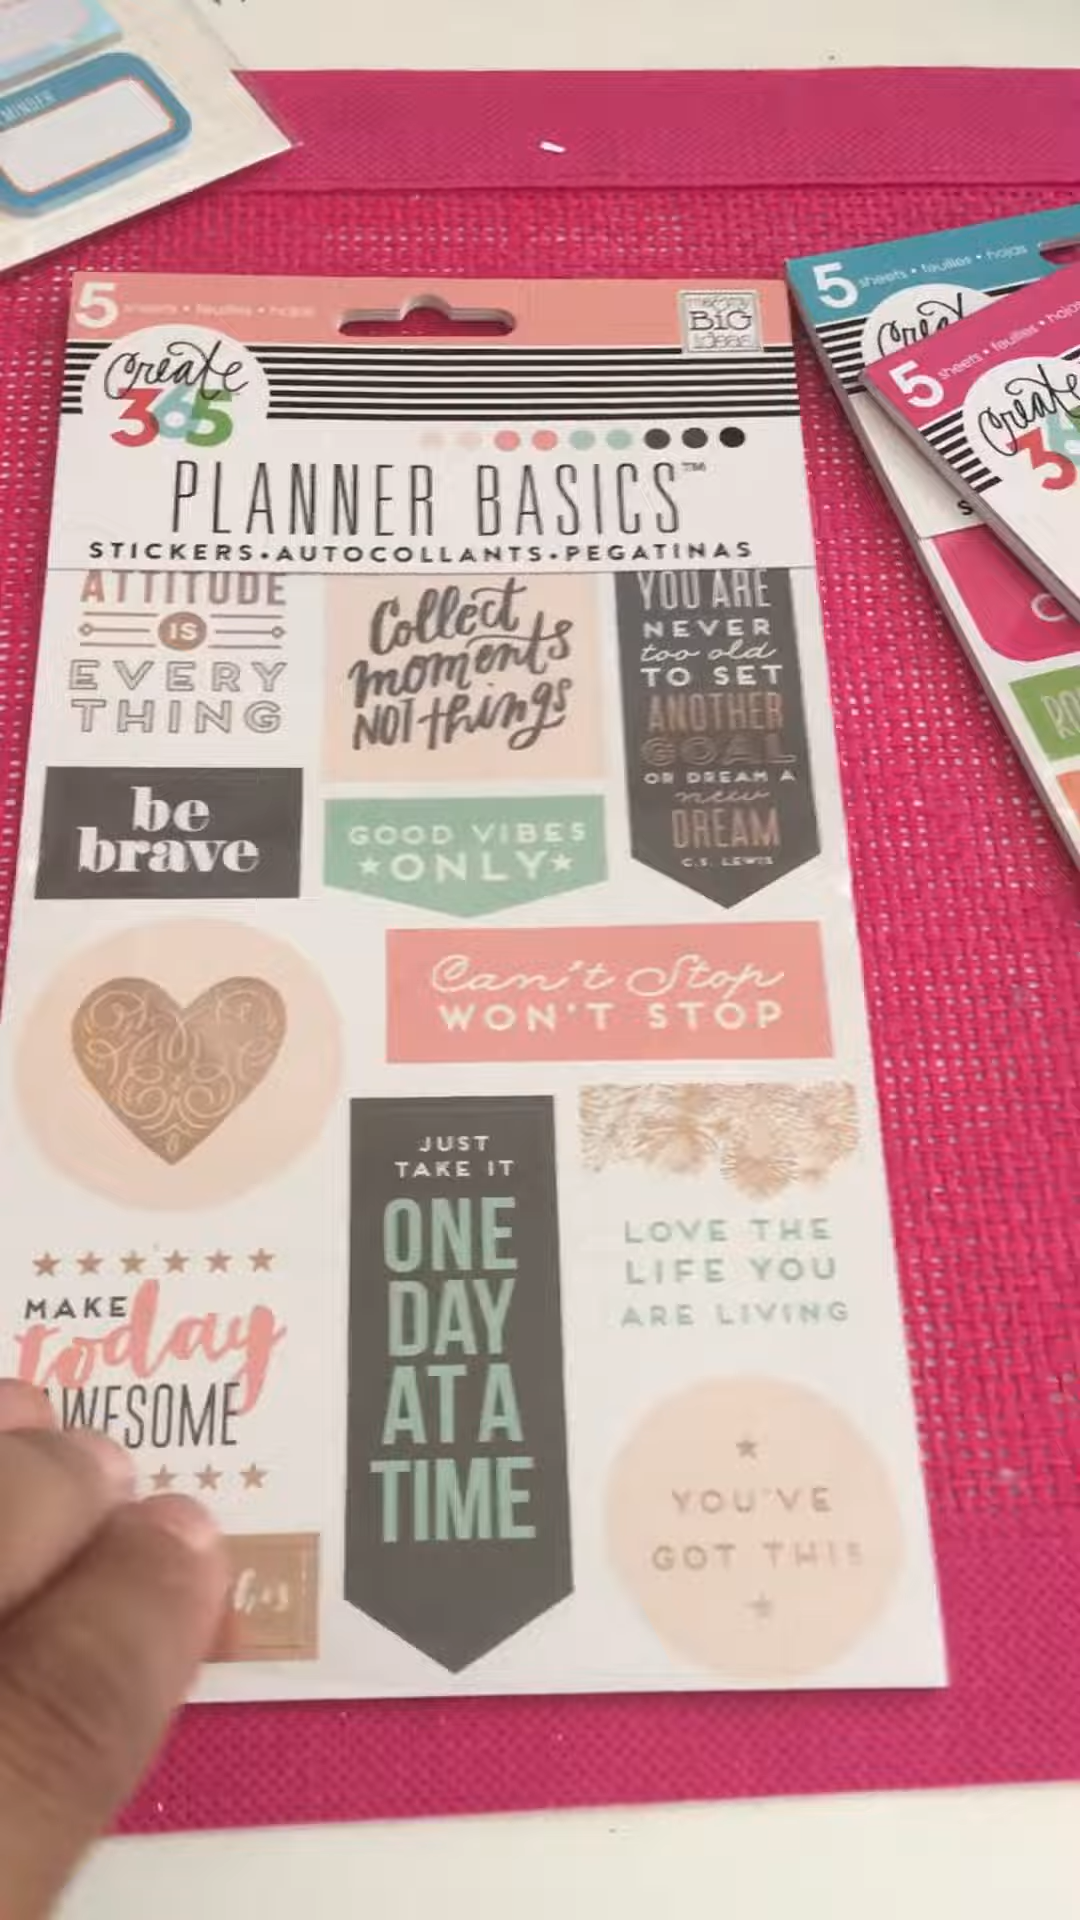 MINDER
5 sheets • feuilles • hojas
me & my
BiG
ideas
Create
365
PLANNER BASICS™
STICKERS•AUTOCOLLANTS•PEGATINAS
ATTITUDE
IS
EVERY
THING
Collect
moments
NOT things
YOU ARE
NEVER
too old
TO SET
ANOTHER
GOAL
OR DREAM A
new
DREAM
C.S. LEWIS
be
brave
GOOD VIBES
ONLY
Can't Stop
WON'T STOP
JUST
TAKE IT
ONE
DAY
AT A
TIME
LOVE THE
LIFE YOU
ARE LIVING
MAKE
today
AWESOME
YOU'VE
GOT THIS
5 sheets • feuilles • hojas
Create
5 sheets • feuilles • hojas
Create